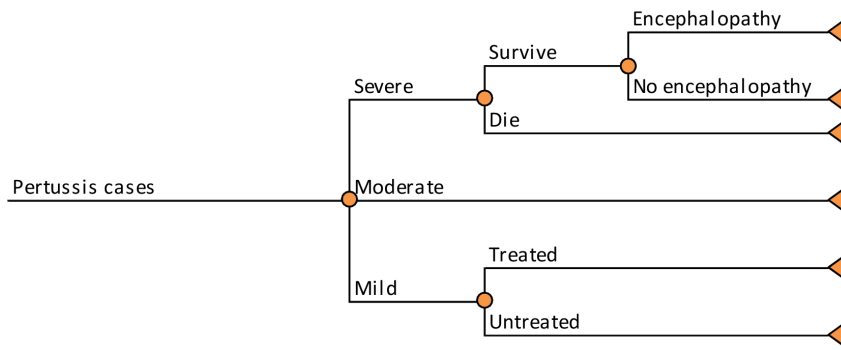 Encephalopathy
Survive
Severe
No encephalopathy
Die
Pertussis cases
Moderate
Treated
Mild
Untreated